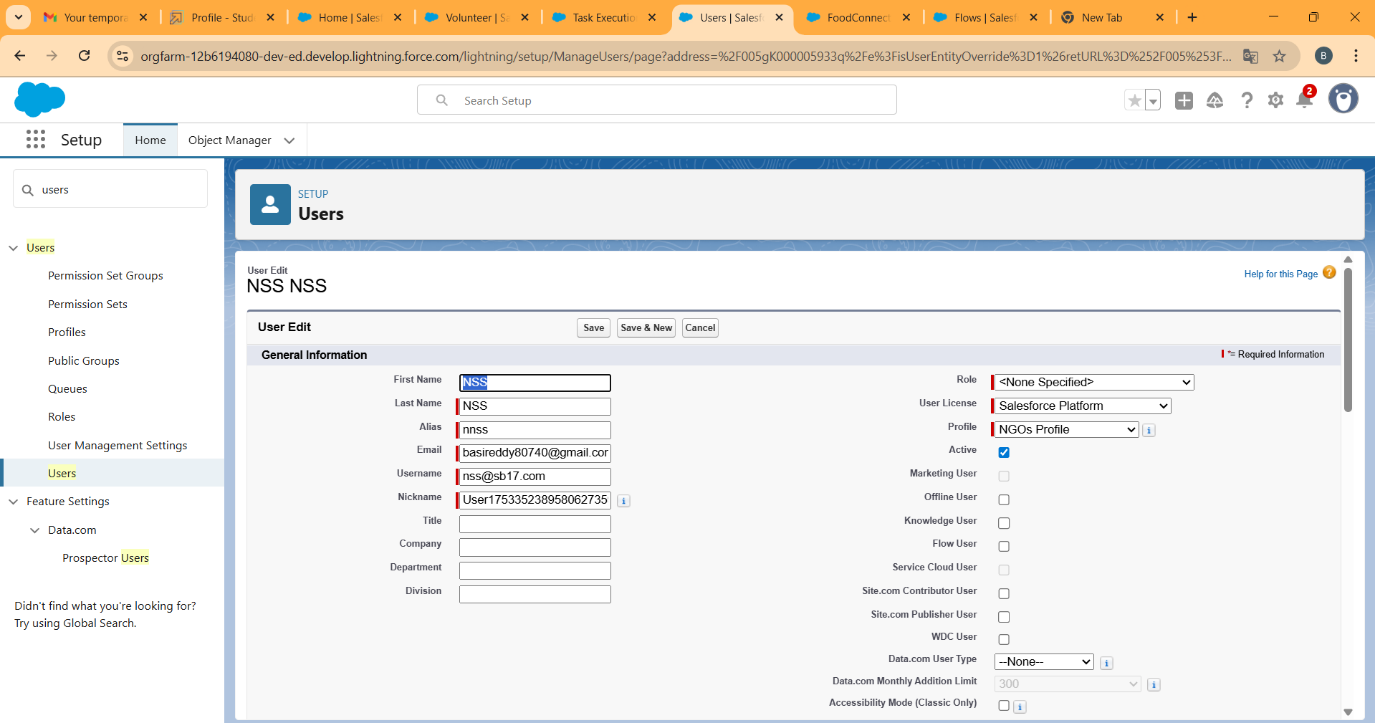 Your tempora
Profile - Stud
Home | Salesf
Volunteer | Sa
Task Executio
Users | Salesf
FoodConnect
Flows | Salesf
New Tab
orgfarm-12b6194080-dev-ed.develop.lightning.force.com/lightning/setup/ManageUsers/page?address=%2F005gK000005933q%2Fe%3FisUserEntityOverride%3D1%26retURL%3D%252F005%253F...
B
Search Setup
2
Setup
Home
Object Manager
users
Users
Permission Set Groups
Permission Sets
Profiles
Public Groups
Queues
Roles
User Management Settings
Users
Feature Settings
Data.com
Prospector Users
Didn't find what you're looking for?
Try using Global Search.
SETUP
Users
User Edit
NSS NSS
Help for this Page ?
User Edit
Save
Save & New
Cancel
General Information
*= Required Information
First Name NSS
Last Name NSS
Alias nnss
Email basireddy80740@gmail.cor
Username nss@sb17.com
Nickname User175335238958062735 i
Title
Company
Department
Division
Role <None Specified>
User License Salesforce Platform
Profile NGOs Profile i
Active
Marketing User
Offline User
Knowledge User
Flow User
Service Cloud User
Site.com Contributor User
Site.com Publisher User
WDC User
Data.com User Type --None-- i
Data.com Monthly Addition Limit 300 i
Accessibility Mode (Classic Only) i